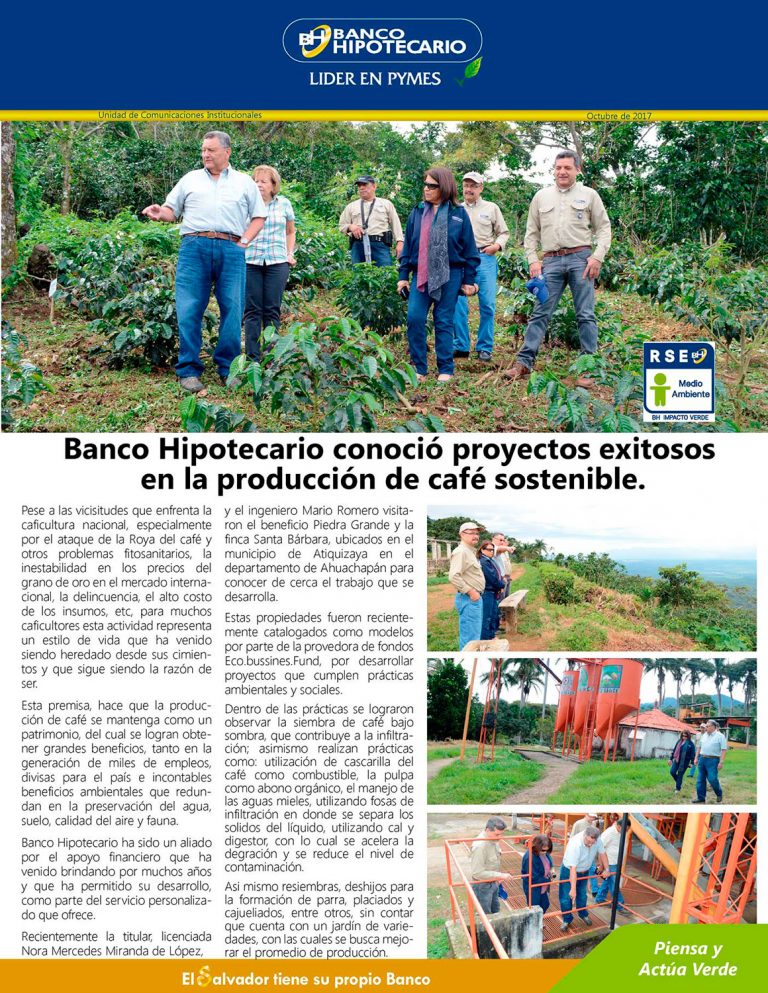 BH BANCO
HIPOTECARIO
LIDER EN PYMES
Unidad de Comunicaciones Institucionales
Octubre de 2017
RSE BH
Medio
Ambiente
BH IMPACTO VERDE
Banco Hipotecario conoció proyectos exitosos
en la producción de café sostenible.
Pese a las vicisitudes que enfrenta la
caficultura nacional, especialmente
por el ataque de la Roya del café y
otros problemas fitosanitarios, la
inestabilidad en los precios del
grano de oro en el mercado interna-
cional, la delincuencia, el alto costo
de los insumos, etc, para muchos
caficultores esta actividad representa
un estilo de vida que ha venido
siendo heredado desde sus cimien-
tos y que sigue siendo la razón de
ser.
Esta premisa, hace que la produc-
ción de café se mantenga como un
patrimonio, del cual se logran obte-
ner grandes beneficios, tanto en la
generación de miles de empleos,
divisas para el país e incontables
beneficios ambientales que redun-
dan en la preservación del agua,
suelo, calidad del aire y fauna.
Banco Hipotecario ha sido un aliado
por el apoyo financiero que ha
venido brindando por muchos años
y que ha permitido su desarrollo,
como parte del servicio personaliza-
do que ofrece.
Recientemente la titular, licenciada
Nora Mercedes Miranda de López,
y el ingeniero Mario Romero visita-
ron el beneficio Piedra Grande y la
finca Santa Bárbara, ubicados en el
municipio de Atiquizaya en el
departamento de Ahuachapán para
conocer de cerca el trabajo que se
desarrolla.
Estas propiedades fueron reciente-
mente catalogados como modelos
por parte de la provedora de fondos
Eco.bussines.Fund, por desarrollar
proyectos que cumplen prácticas
ambientales y sociales.
Dentro de las prácticas se lograron
observar la siembra de café bajo
sombra, que contribuye a la infiltra-
ción; asimismo realizan prácticas
como: utilización de cascarilla del
café como combustible, la pulpa
como abono orgánico, el manejo de
las aguas mieles, utilizando fosas de
infiltración en donde se separa los
solidos del líquido, utilizando cal y
digestor, con lo cual se acelera la
degración y se reduce el nivel de
contaminación.
Asi mismo resiembras, deshijos para
la formación de parra, placiados y
cajueliados, entre otros, sin contar
que cuenta con un jardín de varie-
dades, con las cuales se busca mejo-
rar el promedio de producción.
El Salvador tiene su propio Banco
Piensa y
Actúa Verde